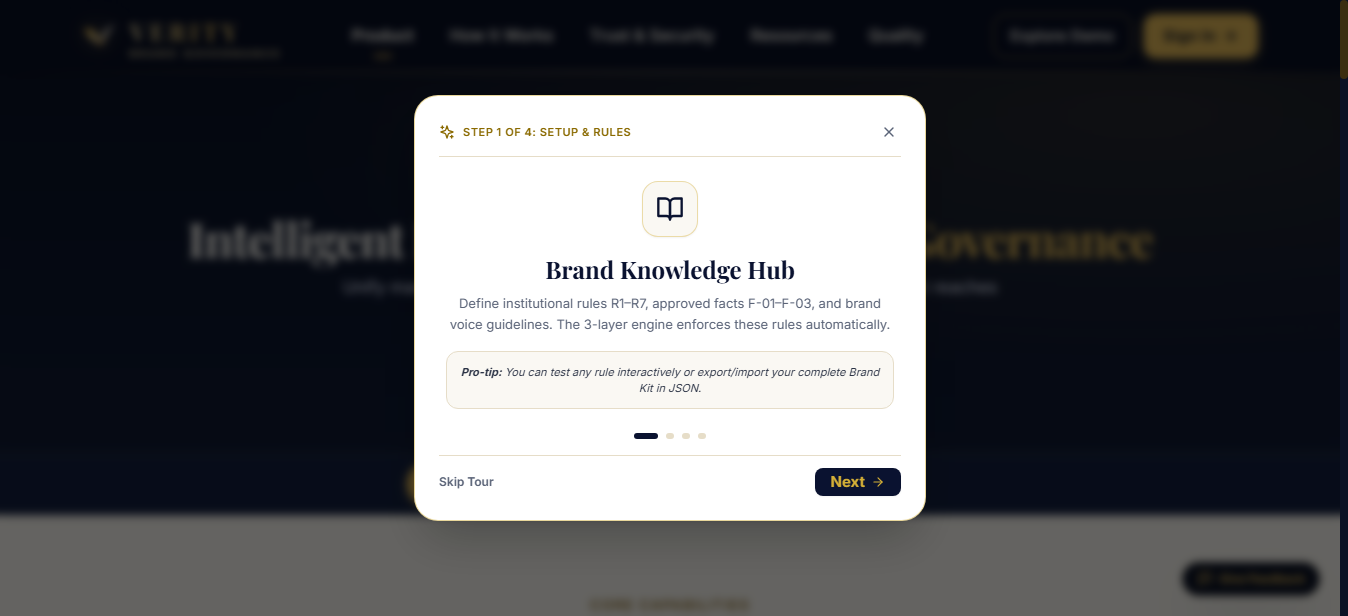 VERITY
Product
How It Works
Trust & Security
Resources
Quality
Explore Demo
Sign In
STEP 1 OF 4: SETUP & RULES
Intelligent
Governance
Brand Knowledge Hub
Define institutional rules R1–R7, approved facts F-01–F-03, and brand
voice guidelines. The 3-layer engine enforces these rules automatically.
Pro-tip: You can test any rule interactively or export/import your complete Brand
Kit in JSON.
Skip Tour
Next
CORE CAPABILITIES